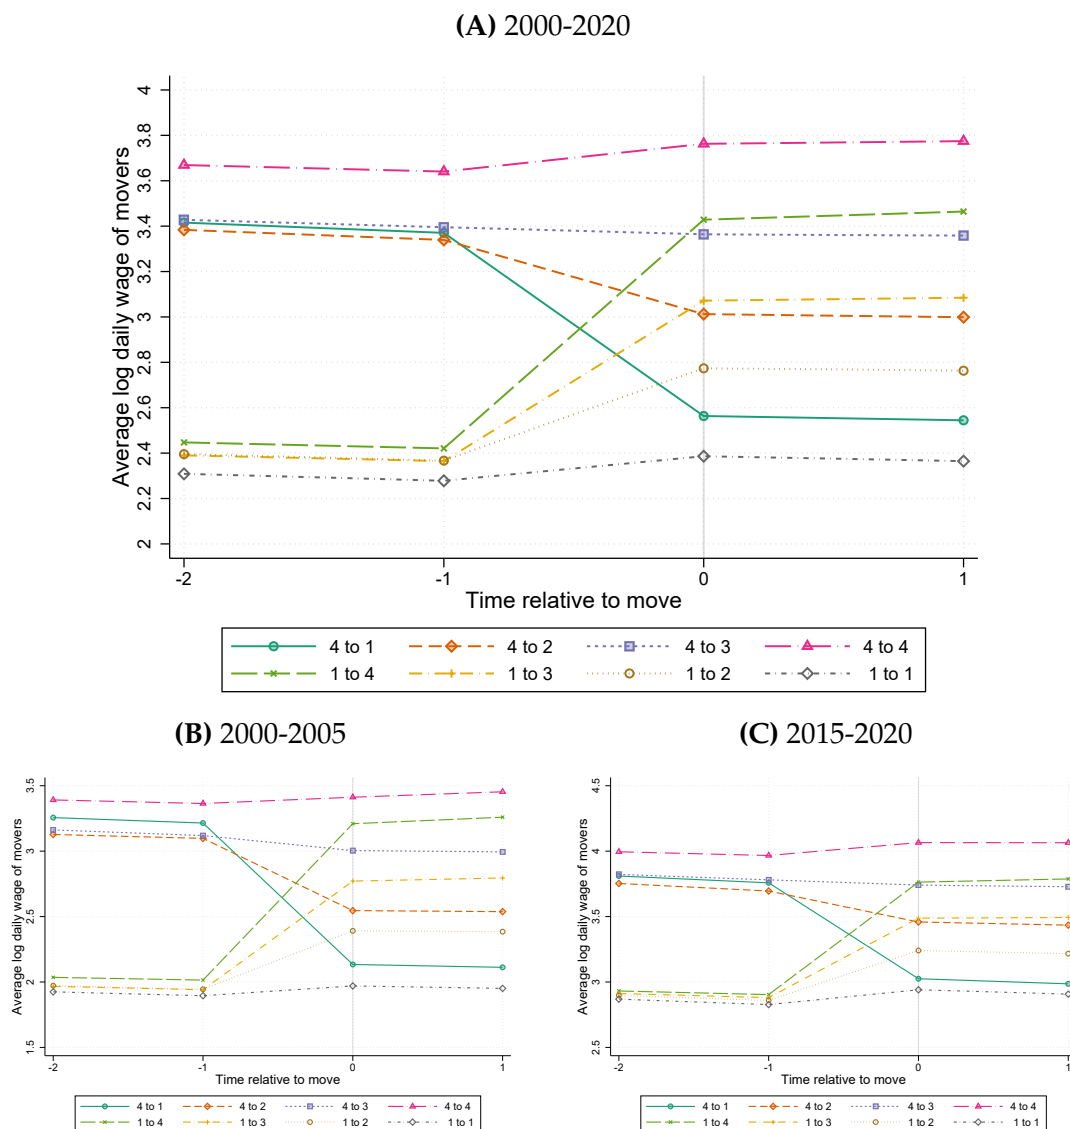 (A) 2000-2020
Average log daily wage of movers
4
3.8
3.6
3.4
3.2
3
2.8
2.6
2.4
2.2
2
-2 -1 0 1
Time relative to move
4 to 1 4 to 2 4 to 3 4 to 4
1 to 4 1 to 3 1 to 2 1 to 1
(B) 2000-2005
Average log daily wage of movers
3.5
3
2.5
2
1.5
-2 -1 0 1
Time relative to move
4 to 1 4 to 2 4 to 3 4 to 4
1 to 4 1 to 3 1 to 2 1 to 1
(C) 2015-2020
Average log daily wage of movers
4.5
4
3.5
3
2.5
-2 -1 0 1
Time relative to move
4 to 1 4 to 2 4 to 3 4 to 4
1 to 4 1 to 3 1 to 2 1 to 1